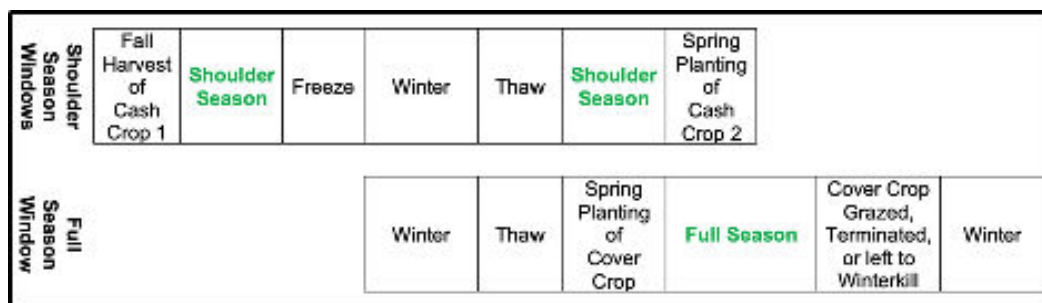 Shoulder
Season
Windows
Fall
Harvest
of
Cash
Crop 1
Shoulder
Season
Freeze
Winter
Thaw
Shoulder
Season
Spring
Planting
of
Cash
Crop 2
Full
Season
Window
Winter
Thaw
Spring
Planting
of
Cover
Crop
Full Season
Cover Crop
Grazed,
Terminated,
or left to
Winterkill
Winter